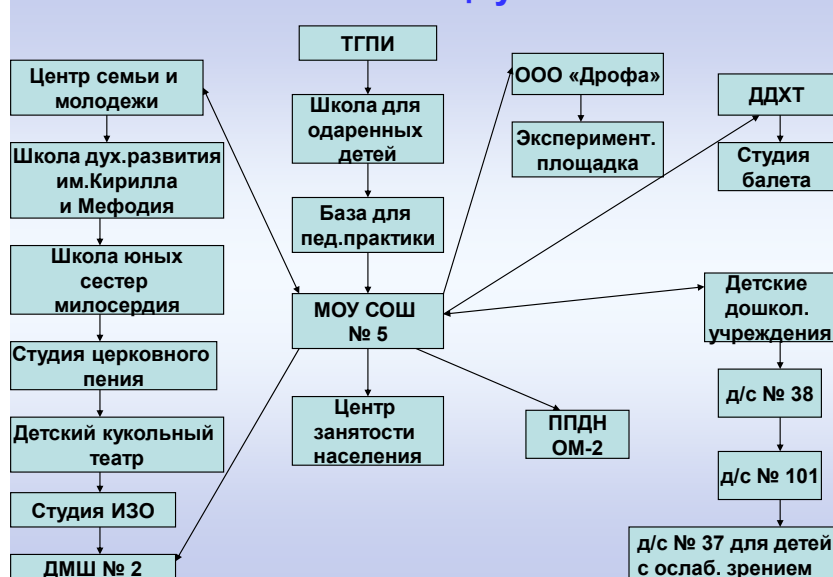 ТГПИ
Центр семьи и
молодежи
ООО «Дрофа»
ДДХТ
Школа для
одаренных
детей
Эксперимент.
площадка
Студия
балета
Школа дух.развития
им.Кирилла
и Мефодия
База для
пед.практики
Школа юных
сестер
милосердия
МОУ СОШ
№ 5
Детские
дошкол.
учреждения
Студия церковного
пения
д/с № 38
Центр
занятости
населения
ППДН
ОМ-2
Детский кукольный
театр
д/с № 101
Студия ИЗО
ДМШ № 2
д/с № 37 для детей
с ослаб. зрением